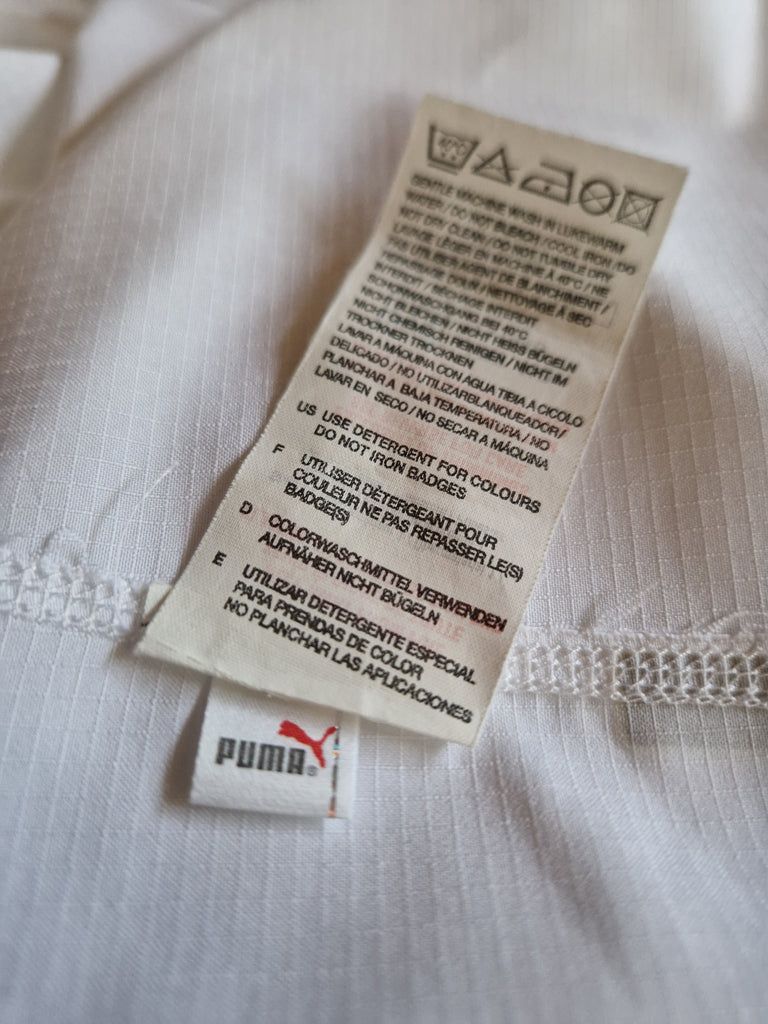 40°C
GENTLE MACHINE WASH IN LUKEWARM
WATER / DO NOT BLEACH / COOL IRON / DO
NOT DRY CLEAN / DO NOT TUMBLE DRY
LAVAGE LÉGER EN MACHINE À 40°C / NE
PAS UTILISER AGENT DE BLANCHIMENT /
REPASSAGE DOUX / NETTOYAGE À SEC
INTERDIT / SÉCHAGE INTERDIT
SCHONWASCHGANG BEI 40°C
NICHT BLEICHEN / NICHT HEISS BÜGELN
NICHT CHEMISCH REINIGEN / NICHT IM
TROCKNER TROCKNEN
LAVAR A MÁQUINA CON AGUA TIBIA A CICOLO
DELICADO / NO UTILIZARBLANQUEADOR/
PLANCHAR A BAJA TEMPERATURA / NO
LAVAR EN SECO / NO SECAR A MÁQUINA
US USE DETERGENT FOR COLOURS
DO NOT IRON BADGES
F UTILISER DÉTERGEANT POUR
COULEUR NE PAS REPASSER LE(S)
BADGE(S)
D COLORWASCHMITTEL VERWENDEN
AUFNÄHER NICHT BÜGELN
E UTILIZAR DETERGENTE ESPECIAL
PARA PRENDAS DE COLOR
NO PLANCHAR LAS APLICACIONES
PUMA®